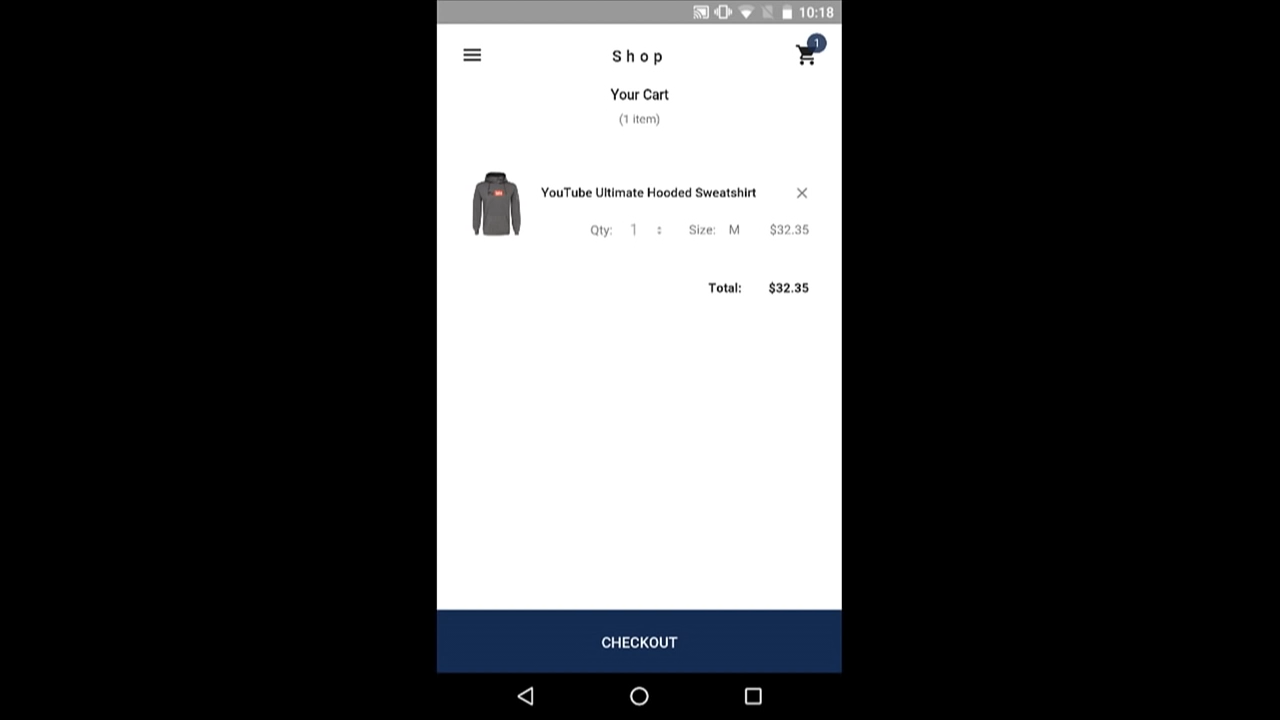 10:18
Shop
1
Your Cart
(1 item)
YouTube Ultimate Hooded Sweatshirt
Qty: 1 Size: M $32.35
Total: $32.35
CHECKOUT